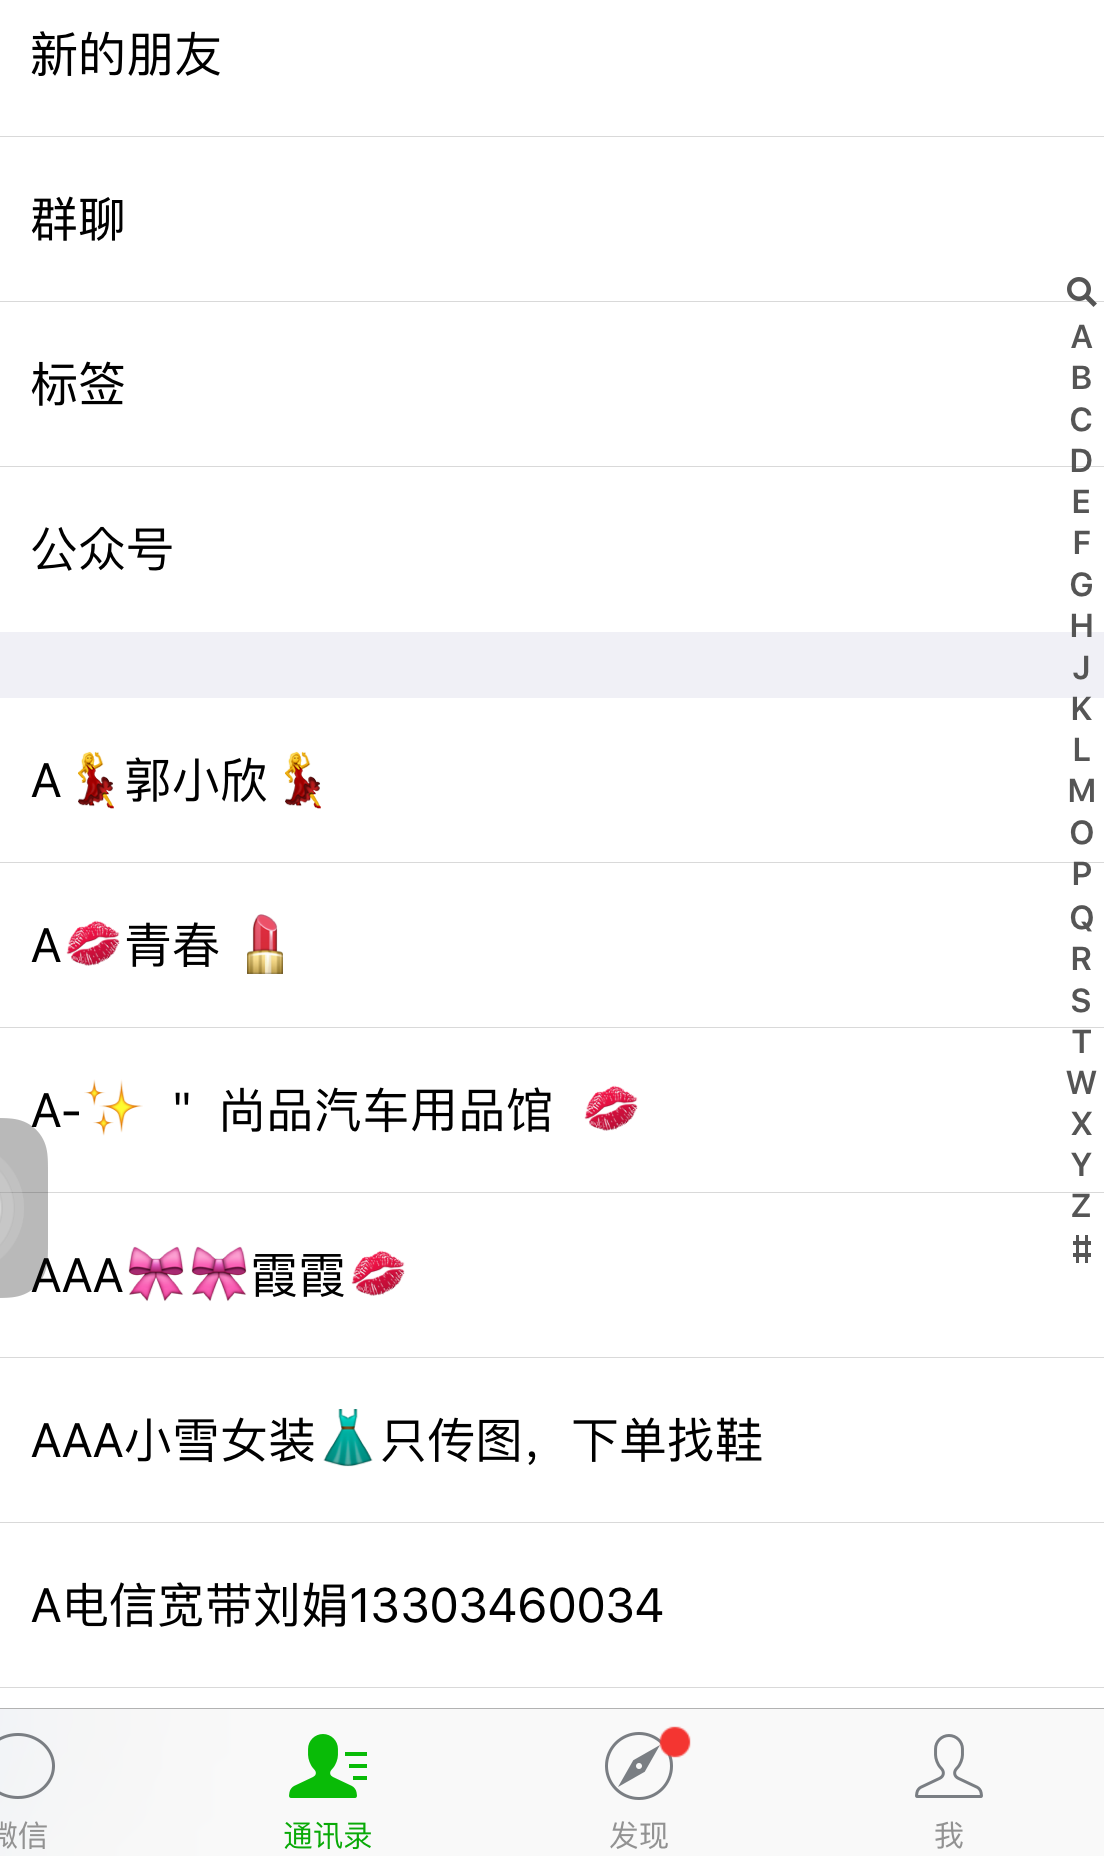 新的朋友
群聊
标签
公众号
A💃郭小欣💃
A💋青春 💄
A-✨ " 尚品汽车用品馆 💋
AAA🎀🎀霞霞💋
AAA小雪女装👗只传图，下单找鞋
A电信宽带刘娟13303460034
A
B
C
D
E
F
G
H
J
K
L
M
O
P
Q
R
S
T
W
X
Y
Z
#
微信
通讯录
发现
我